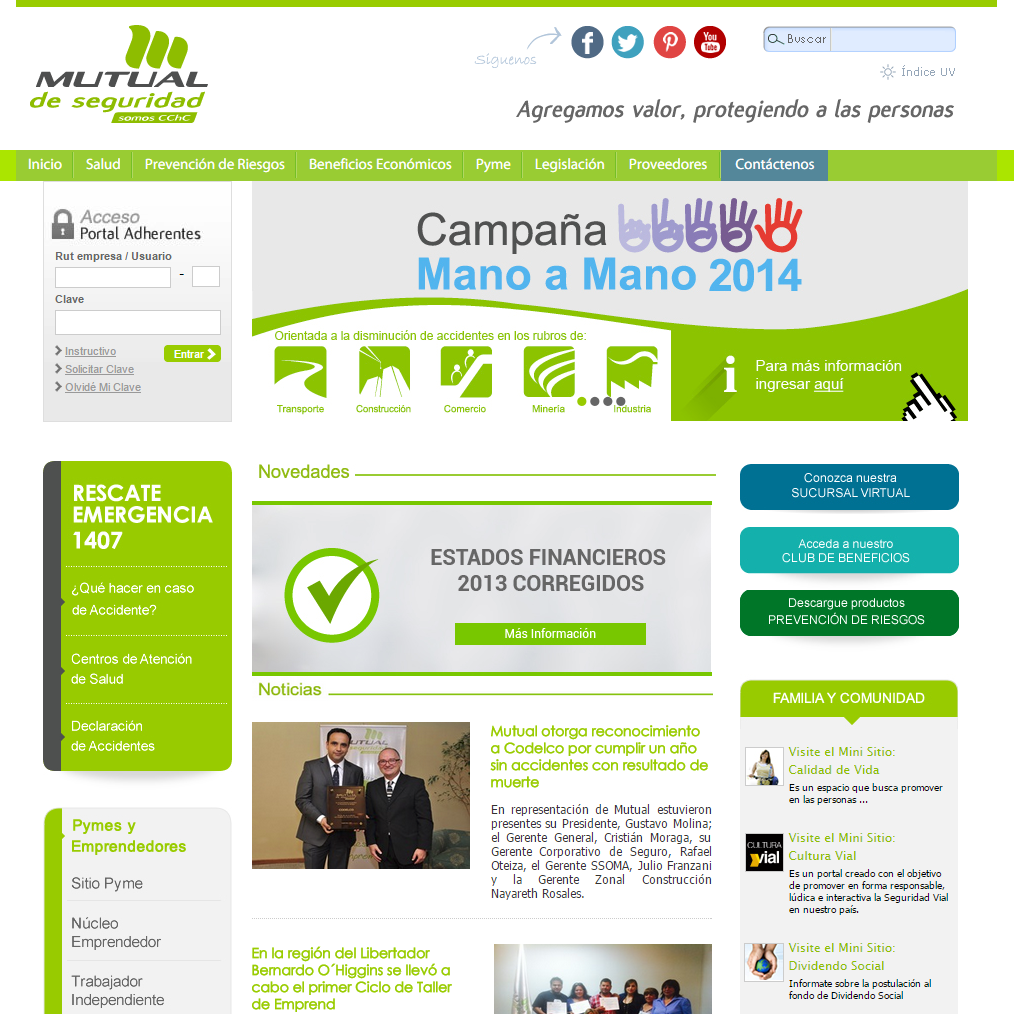 MUTUAL
de seguridad
somos CChC
Síguenos
You
Tube
Buscar
Índice UV
Agregamos valor, protegiendo a las personas
Inicio
Salud
Prevención de Riesgos
Beneficios Económicos
Pyme
Legislación
Proveedores
Contáctenos
Acceso
Portal Adherentes
Rut empresa / Usuario
-
Clave
Instructivo
Entrar
Solicitar Clave
Olvidé Mi Clave
Campaña
Mano a Mano 2014
Orientada a la disminución de accidentes en los rubros de:
Transporte
Construcción
Comercio
Minería
Industria
i
Para más información
ingresar aquí
RESCATE
EMERGENCIA
1407
¿Qué hacer en caso
de Accidente?
Centros de Atención
de Salud
Declaración
de Accidentes
Pymes y
Emprendedores
Sitio Pyme
Núcleo
Emprendedor
Trabajador
Independiente
Novedades
ESTADOS FINANCIEROS
2013 CORREGIDOS
Más Información
Noticias
MUTUAL
de seguridad
Mutual otorga reconocimiento
a Codelco por cumplir un año
sin accidentes con resultado de
muerte
En representación de Mutual estuvieron
presentes su Presidente, Gustavo Molina;
el Gerente General, Cristián Moraga, su
Gerente Corporativo de Seguro, Rafael
Oteiza, el Gerente SSOMA, Julio Franzani
y la Gerente Zonal Construcción
Nayareth Rosales.
En la región del Libertador
Bernardo O´Higgins se llevó a
cabo el primer Ciclo de Taller
de Emprend
Conozca nuestra
SUCURSAL VIRTUAL
Acceda a nuestro
CLUB DE BENEFICIOS
Descargue productos
PREVENCIÓN DE RIESGOS
FAMILIA Y COMUNIDAD
Visite el Mini Sitio:
Calidad de Vida
Es un espacio que busca promover
en las personas ...
CULTURA
vial
Visite el Mini Sitio:
Cultura Vial
Es un portal creado con el objetivo
de promover en forma responsable,
lúdica e interactiva la Seguridad Vial
en nuestro país.
Visite el Mini Sitio:
Dividendo Social
Informate sobre la postulación al
fondo de Dividendo Social